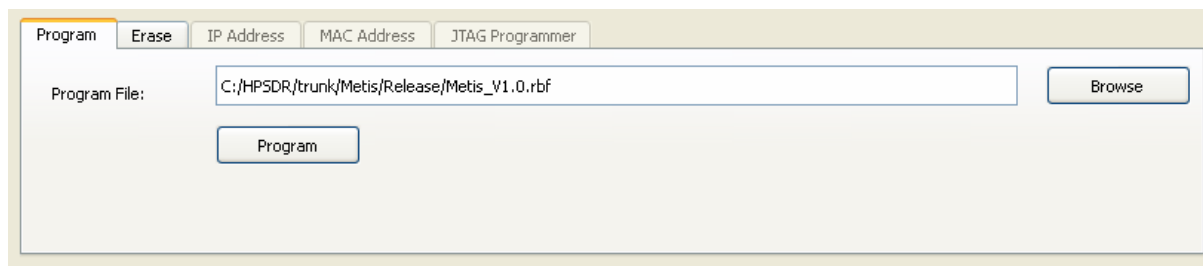 Program Erase IP Address MAC Address JTAG Programmer
Program File: C:/HPSDR/trunk/Metis/Release/Metis_V1.0.rbf Browse
Program